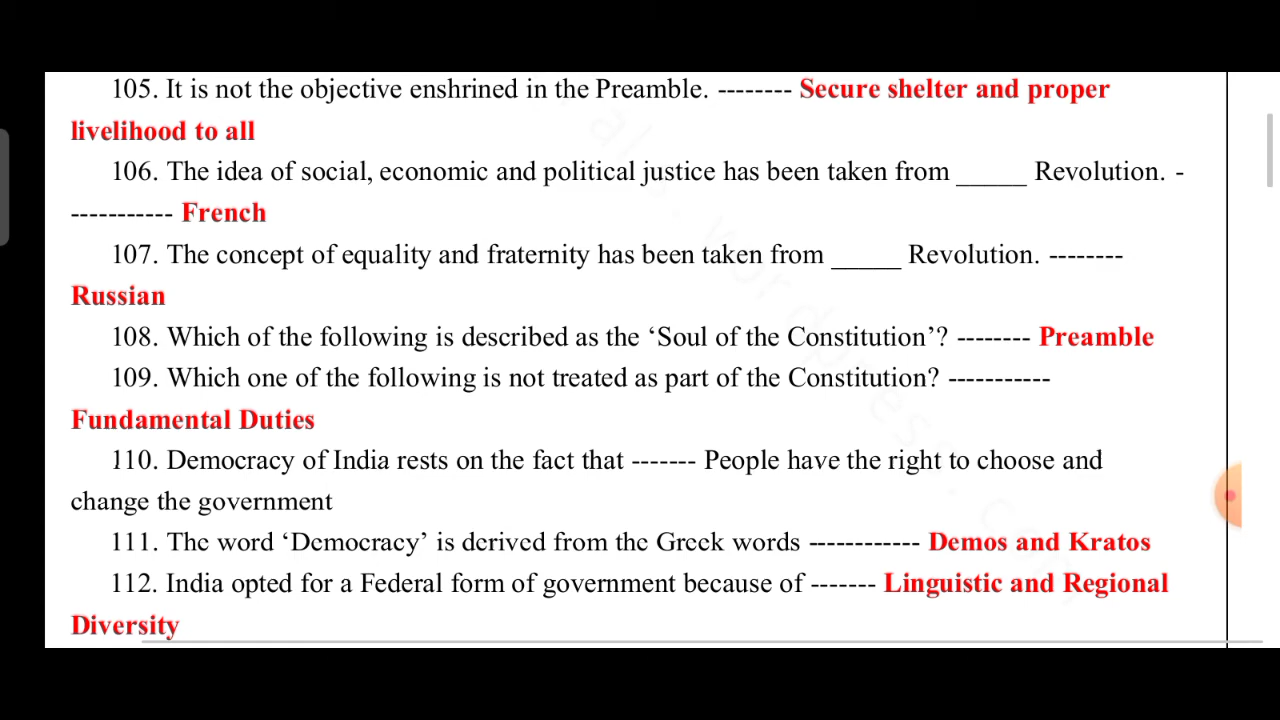 105. It is not the objective enshrined in the Preamble. -------- Secure shelter and proper
livelihood to all
106. The idea of social, economic and political justice has been taken from _____ Revolution. -
----------- French
107. The concept of equality and fraternity has been taken from _____ Revolution. --------
Russian
108. Which of the following is described as the ‘Soul of the Constitution’? -------- Preamble
109. Which one of the following is not treated as part of the Constitution? -----------
Fundamental Duties
110. Democracy of India rests on the fact that ------- People have the right to choose and
change the government
111. The word ‘Democracy’ is derived from the Greek words ------------ Demos and Kratos
112. India opted for a Federal form of government because of ------- Linguistic and Regional
Diversity